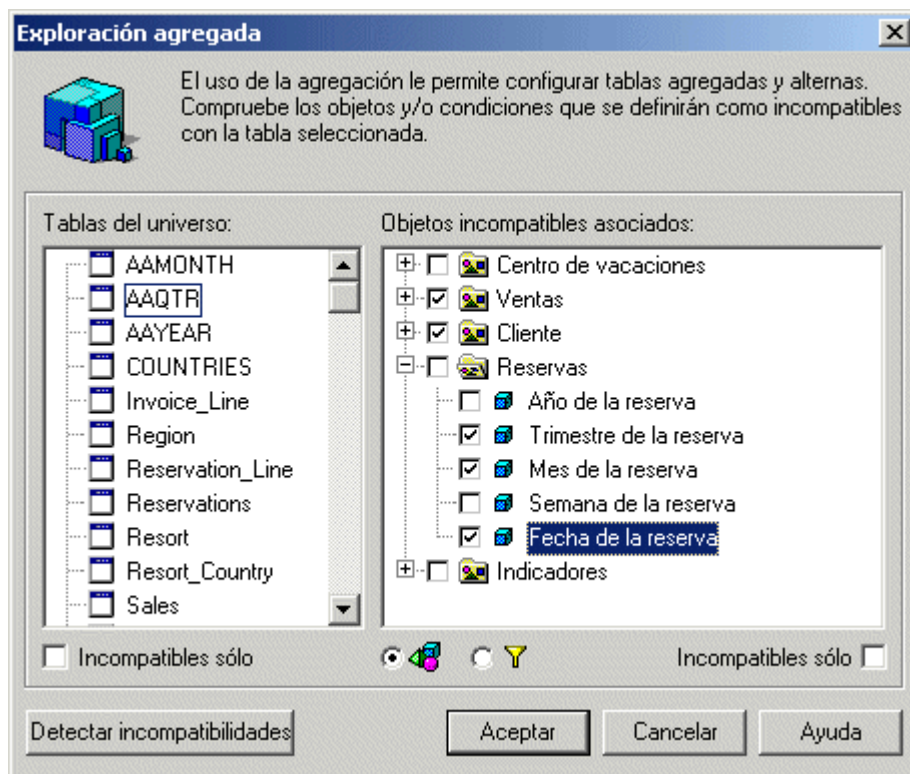 Exploración agregada
El uso de la agregación le permite configurar tablas agregadas y alternas.
Compruebe los objetos y/o condiciones que se definirán como incompatibles
con la tabla seleccionada.
Tablas del universo:
AAMONTH
AAQTR
AAYEAR
COUNTRIES
Invoice_Line
Region
Reservation_Line
Reservations
Resort
Resort_Country
Sales
Incompatibles sólo
Objetos incompatibles asociados:
Centro de vacaciones
Ventas
Cliente
Reservas
Año de la reserva
Trimestre de la reserva
Mes de la reserva
Semana de la reserva
Fecha de la reserva
Indicadores
Incompatibles sólo
Detectar incompatibilidades
Aceptar
Cancelar
Ayuda